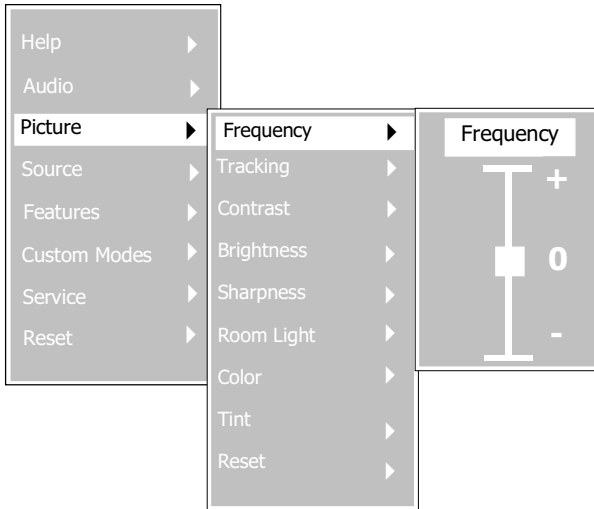 Help
Audio
Picture
Source
Features
Custom Modes
Service
Reset
Frequency
Tracking
Contrast
Brightness
Sharpness
Room Light
Color
Tint
Reset
Frequency
+
0
-